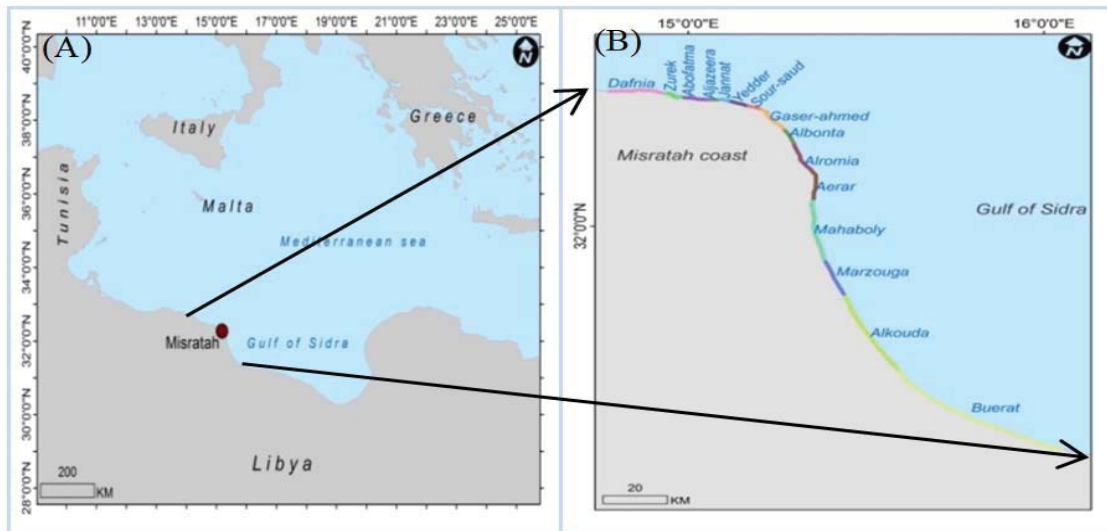 (A)
11°0'0"E 13°0'0"E 15°0'0"E 17°0'0"E 19°0'0"E 21°0'0"E 23°0'0"E 25°0'0"E
40°0'0"N
38°0'0"N
36°0'0"N
34°0'0"N
32°0'0"N
30°0'0"N
28°0'0"N
N
Italy
Greece
Tunisia
Malta
Mediterranean sea
Misratah
Gulf of Sidra
Libya
200
KM
(B)
15°0'0"E 16°0'0"E
32°0'0"N
N
Dafnia
Zurek
Abofatma
Aljazeera
Jannat
Yedder
Sour-saud
Gaser-ahmed
Albonta
Misratah coast
Alromia
Aerar
Gulf of Sidra
Mahaboly
Marzouga
Alkouda
Buerat
20
KM